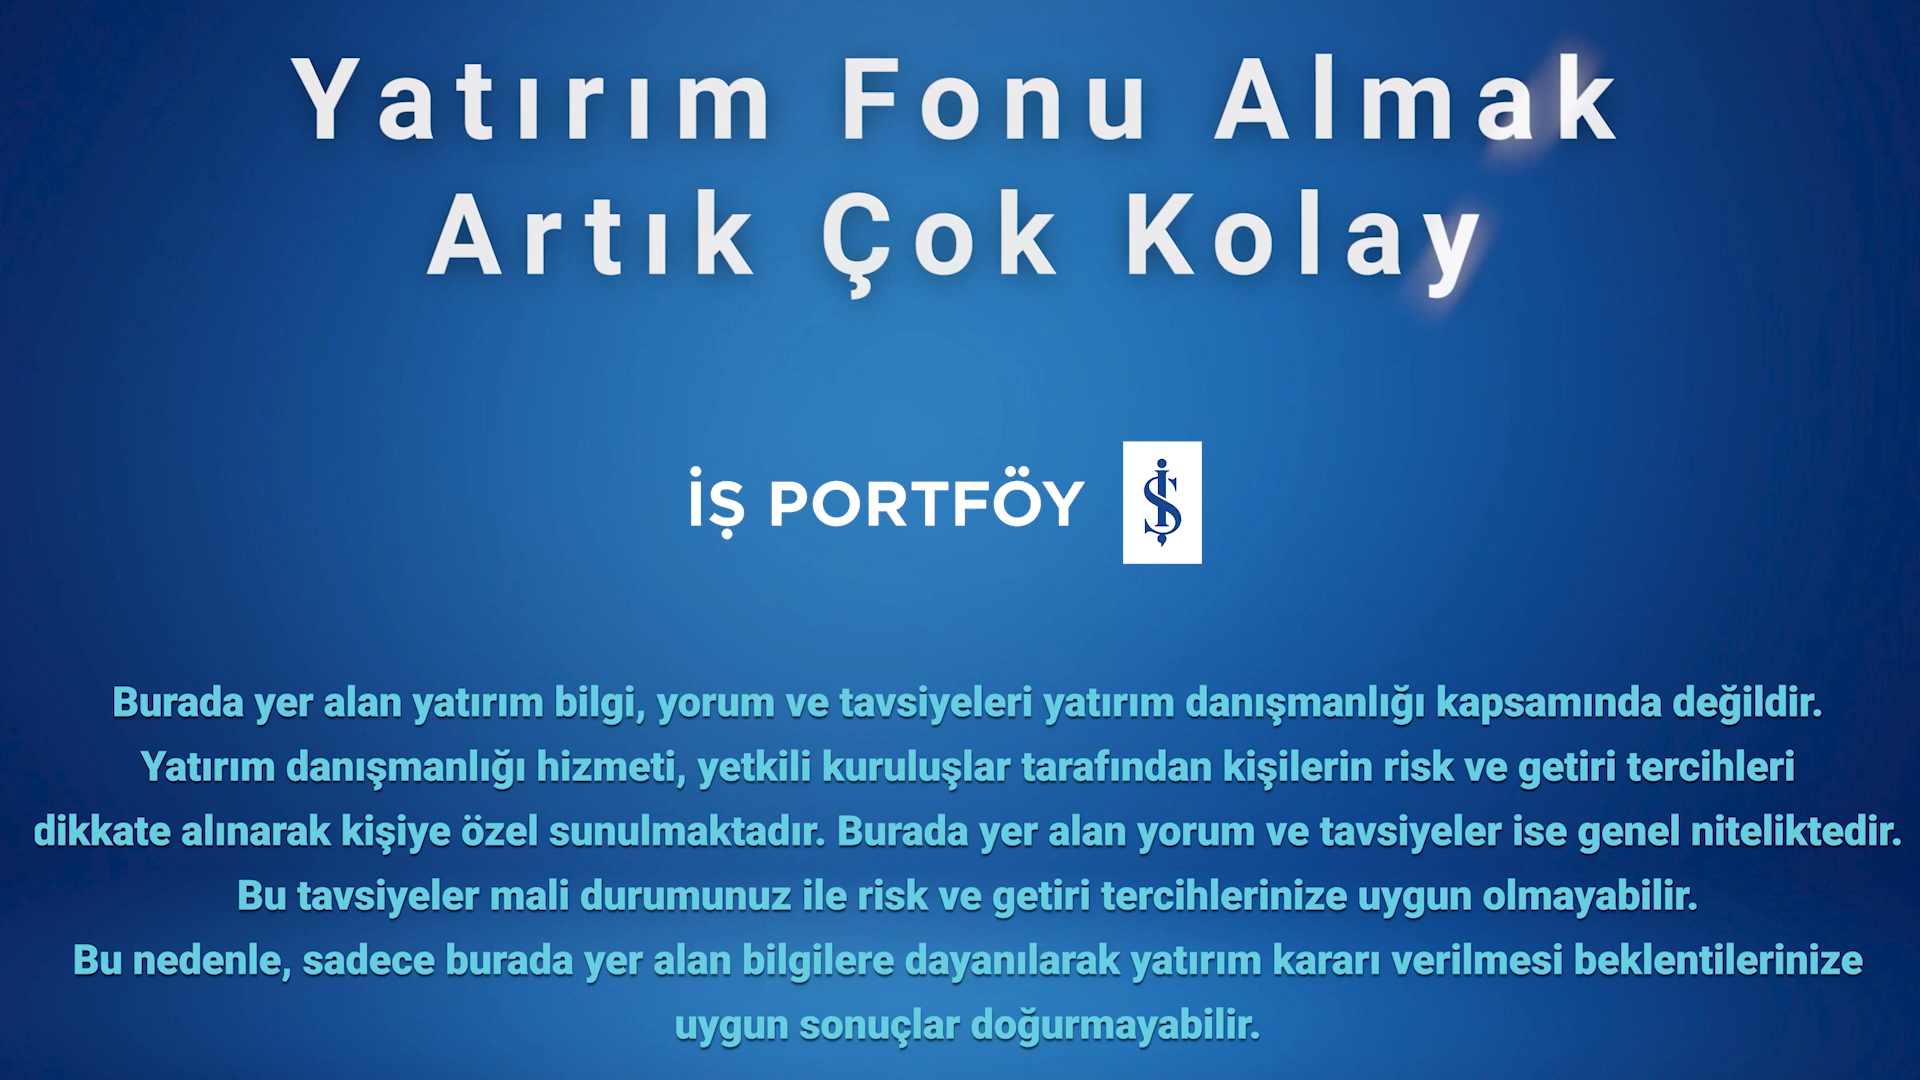 Yatırım Fonu Almak
Artık Çok Kolay
İŞ PORTFÖY
Burada yer alan yatırım bilgi, yorum ve tavsiyeleri yatırım danışmanlığı kapsamında değildir.
Yatırım danışmanlığı hizmeti, yetkili kuruluşlar tarafından kişilerin risk ve getiri tercihleri
dikkate alınarak kişiye özel sunulmaktadır. Burada yer alan yorum ve tavsiyeler ise genel niteliktedir.
Bu tavsiyeler mali durumunuz ile risk ve getiri tercihlerinize uygun olmayabilir.
Bu nedenle, sadece burada yer alan bilgilere dayanılarak yatırım kararı verilmesi beklentilerinize
uygun sonuçlar doğurmayabilir.